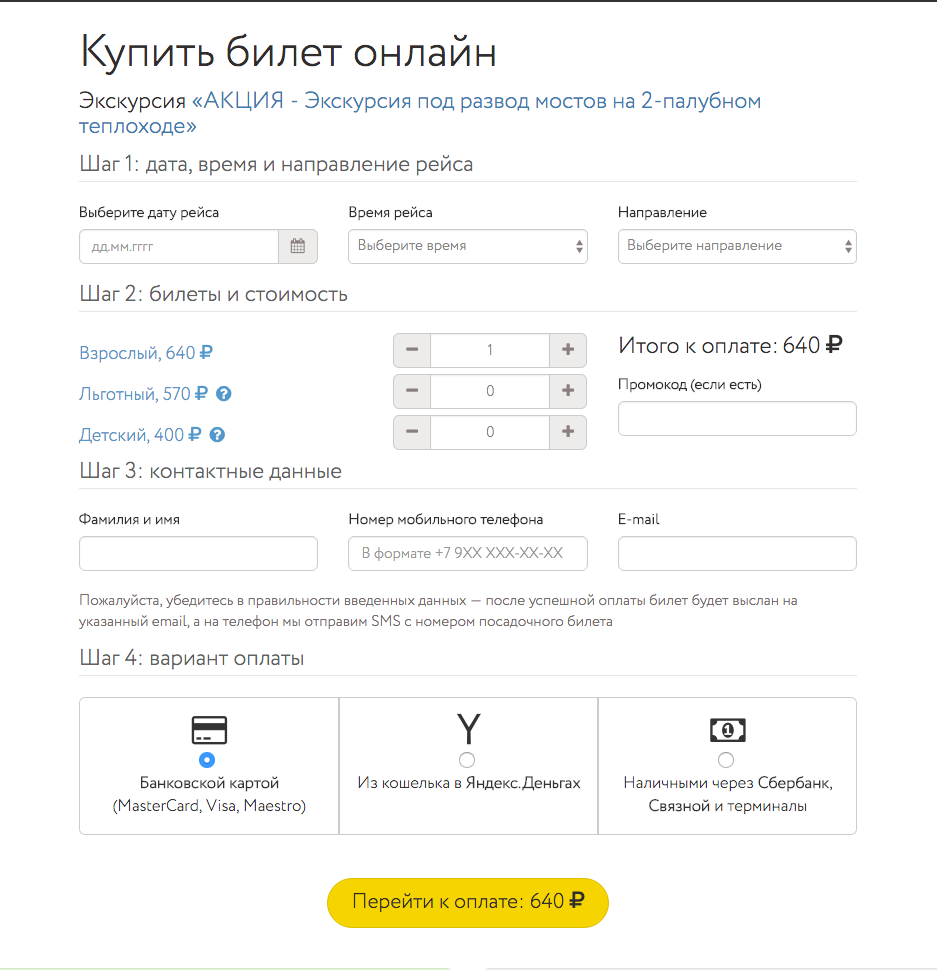 Купить билет онлайн
Экскурсия «АКЦИЯ - Экскурсия под развод мостов на 2-палубном
теплоходе»
Шаг 1: дата, время и направление рейса
Выберите дату рейса
Время рейса
Направление
дд.мм.гггг
Выберите время
Выберите направление
Шаг 2: билеты и стоимость
Взрослый, 640 ₽
− 1 +
Итого к оплате: 640 ₽
Льготный, 570 ₽ ?
− 0 +
Промокод (если есть)
Детский, 400 ₽ ?
− 0 +
Шаг 3: контактные данные
Фамилия и имя
Номер мобильного телефона
E-mail
В формате +7 9XX XXX-XX-XX
Пожалуйста, убедитесь в правильности введенных данных — после успешной оплаты билет будет выслан на
указанный email, а на телефон мы отправим SMS с номером посадочного билета
Шаг 4: вариант оплаты
Банковской картой
(MasterCard, Visa, Maestro)
Y
Из кошелька в Яндекс.Деньгах
1
Наличными через Сбербанк,
Связной и терминалы
Перейти к оплате: 640 ₽